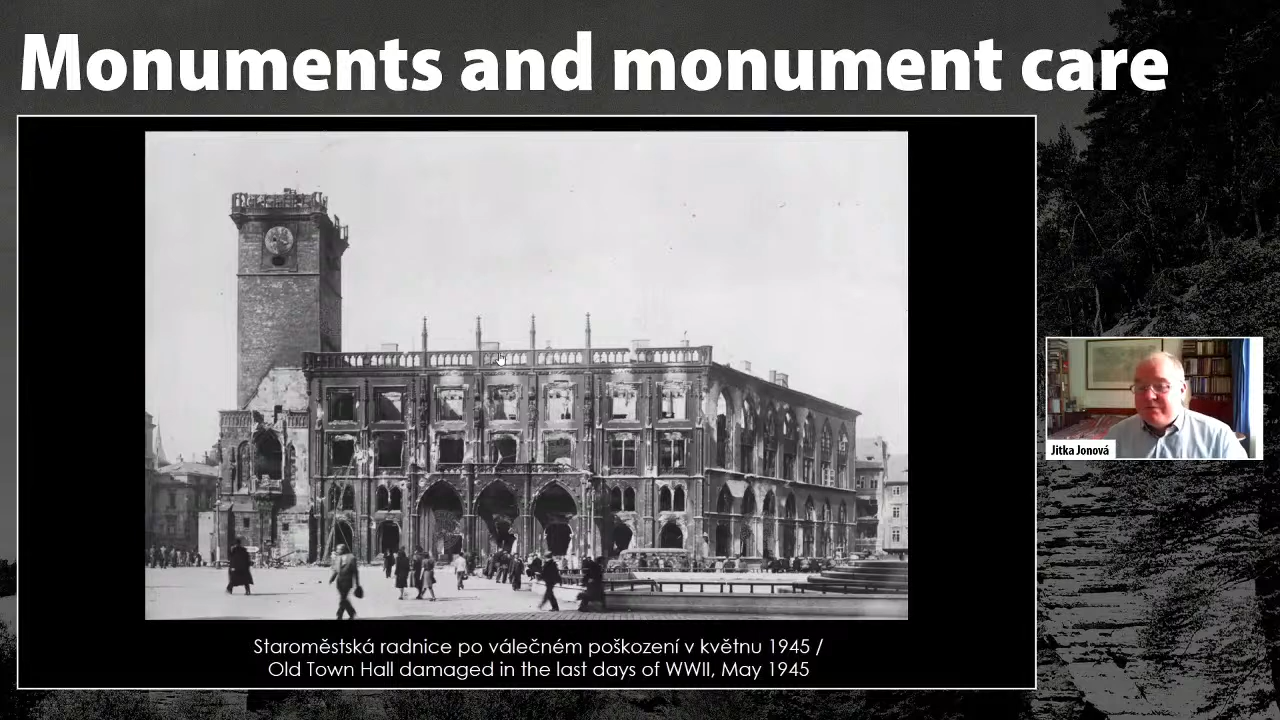 Monuments and monument care
Jitka Jonová
Staroměstská radnice po válečném poškození v květnu 1945 /
Old Town Hall damaged in the last days of WWII, May 1945